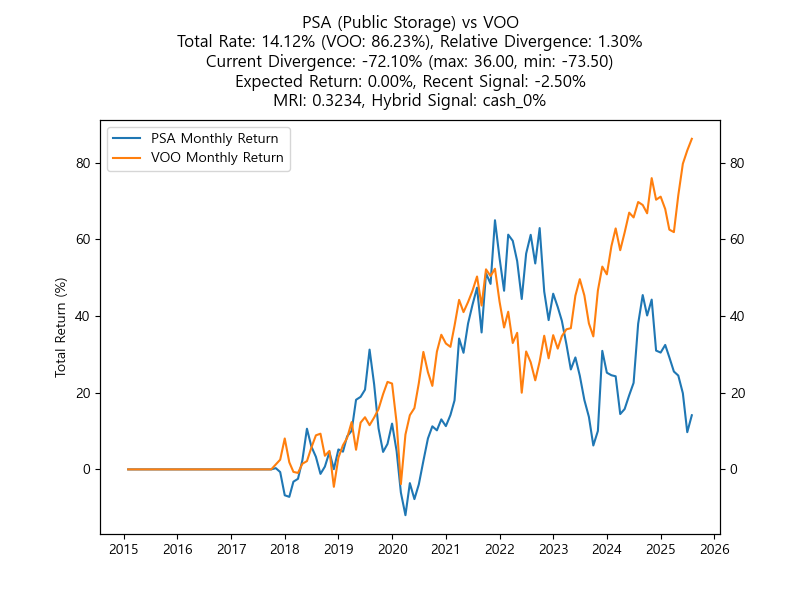 PSA (Public Storage) vs VOO
Total Rate: 14.12% (VOO: 86.23%), Relative Divergence: 1.30%
Current Divergence: -72.10% (max: 36.00, min: -73.50)
Expected Return: 0.00%, Recent Signal: -2.50%
MRI: 0.3234, Hybrid Signal: cash_0%
PSA Monthly Return
VOO Monthly Return
Total Return (%)
80
60
40
20
0
80
60
40
20
0
2015 2016 2017 2018 2019 2020 2021 2022 2023 2024 2025 2026